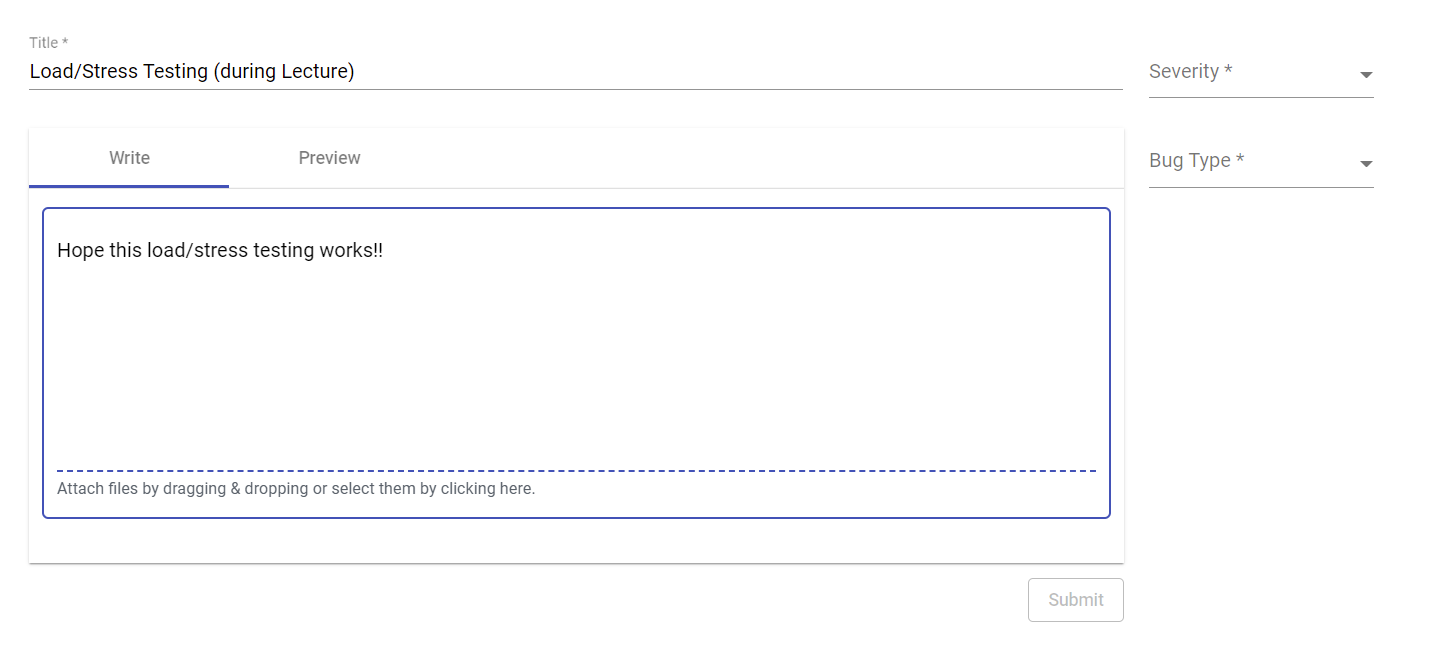 Title *
Load/Stress Testing (during Lecture)
Severity *
Write
Preview
Bug Type *
Hope this load/stress testing works!!
Attach files by dragging & dropping or select them by clicking here.
Submit